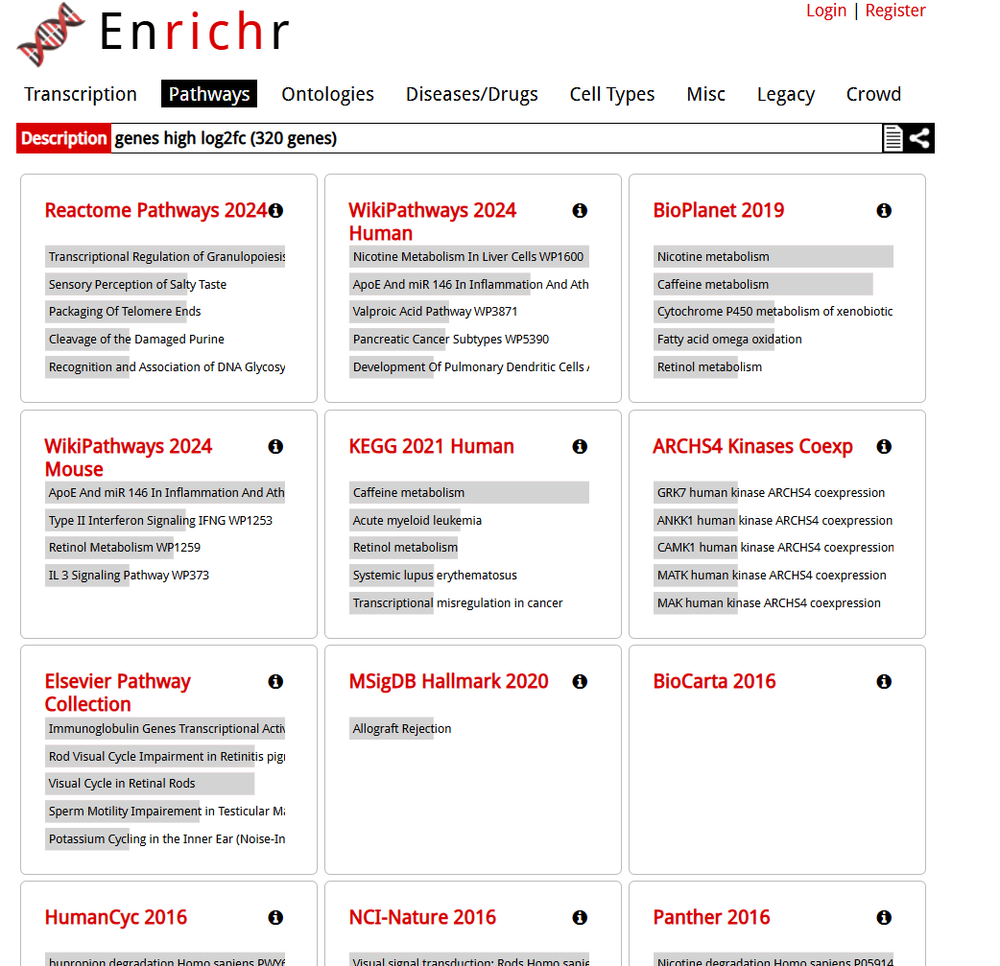 Login | Register
Enrichr
Transcription Pathways Ontologies Diseases/Drugs Cell Types Misc Legacy Crowd
Description genes high log2fc (320 genes)
Reactome Pathways 2024
Transcriptional Regulation of Granulopoiesis
Sensory Perception of Salty Taste
Packaging Of Telomere Ends
Cleavage of the Damaged Purine
Recognition and Association of DNA Glycosy
WikiPathways 2024
Human
Nicotine Metabolism In Liver Cells WP1600
ApoE And miR 146 In Inflammation And Ath
Valproic Acid Pathway WP3871
Pancreatic Cancer Subtypes WP5390
Development Of Pulmonary Dendritic Cells
BioPlanet 2019
Nicotine metabolism
Caffeine metabolism
Cytochrome P450 metabolism of xenobiotic
Fatty acid omega oxidation
Retinol metabolism
WikiPathways 2024
Mouse
ApoE And miR 146 In Inflammation And Ath
Type II Interferon Signaling IFNG WP1253
Retinol Metabolism WP1259
IL 3 Signaling Pathway WP373
KEGG 2021 Human
Caffeine metabolism
Acute myeloid leukemia
Retinol metabolism
Systemic lupus erythematosus
Transcriptional misregulation in cancer
ARCHS4 Kinases Coexp
GRK7 human kinase ARCHS4 coexpression
ANKK1 human kinase ARCHS4 coexpression
CAMK1 human kinase ARCHS4 coexpression
MATK human kinase ARCHS4 coexpression
MAK human kinase ARCHS4 coexpression
Elsevier Pathway
Collection
Immunoglobulin Genes Transcriptional Activ
Rod Visual Cycle Impairment in Retinitis pig
Visual Cycle in Retinal Rods
Sperm Motility Impairement in Testicular Ma
Potassium Cycling in the Inner Ear (Noise-In
MSigDB Hallmark 2020
Allograft Rejection
BioCarta 2016
HumanCyc 2016
bupropion degradation Homo sapiens PWY6
NCI-Nature 2016
Visual signal transduction: Rods Homo sapie
Panther 2016
Nicotine degradation Homo sapiens P05914